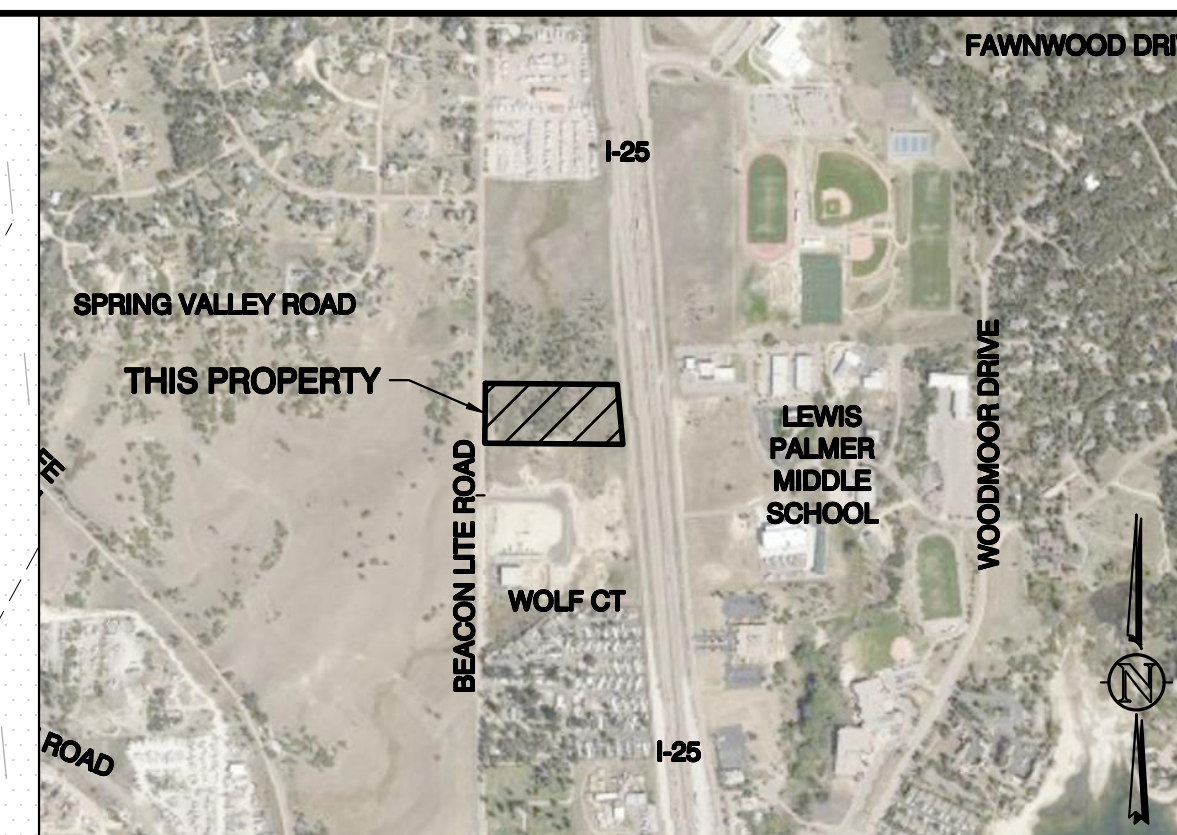 FAWNWOOD DRI
I-25
SPRING VALLEY ROAD
THIS PROPERTY
BEACON LITE ROAD
LEWIS
PALMER
MIDDLE
SCHOOL
WOODMOOR DRIVE
WOLF CT
I-25
ROAD
N